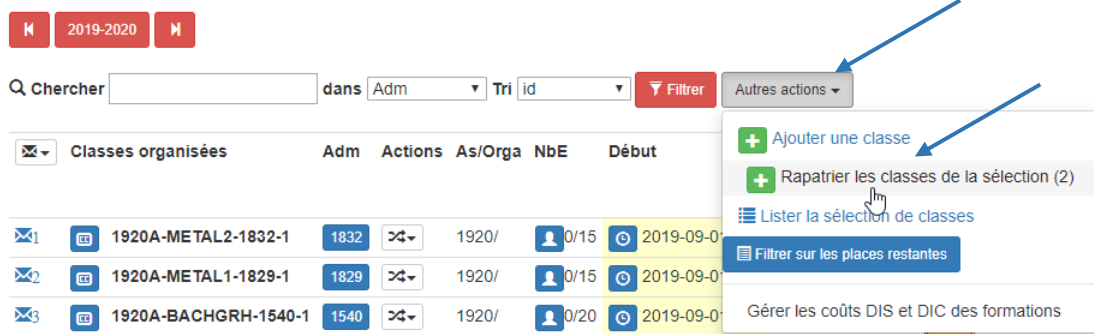 2019-2020
Chercher dans Adm Tri id Filtrer Autres actions
Ajouter une classe
Classes organisées Adm Actions As/Orga NbE Début
Rapatrier les classes de la sélection (2)
Lister la sélection de classes
1 1920A-METAL2-1832-1 1832 1920/ 0/15 2019-09-01
Filtrer sur les places restantes
2 1920A-METAL1-1829-1 1829 1920/ 0/15 2019-09-01
Gérer les coûts DIS et DIC des formations
3 1920A-BACHGRH-1540-1 1540 1920/ 0/20 2019-09-01